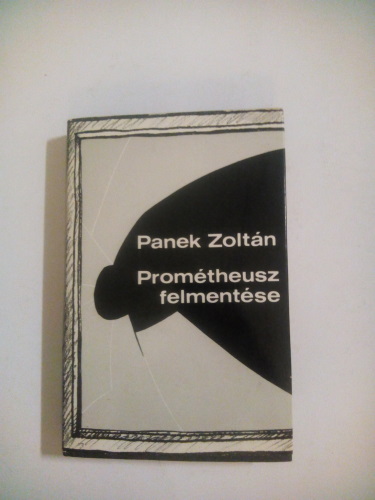 Panek Zoltán
Prométheusz
felmentése